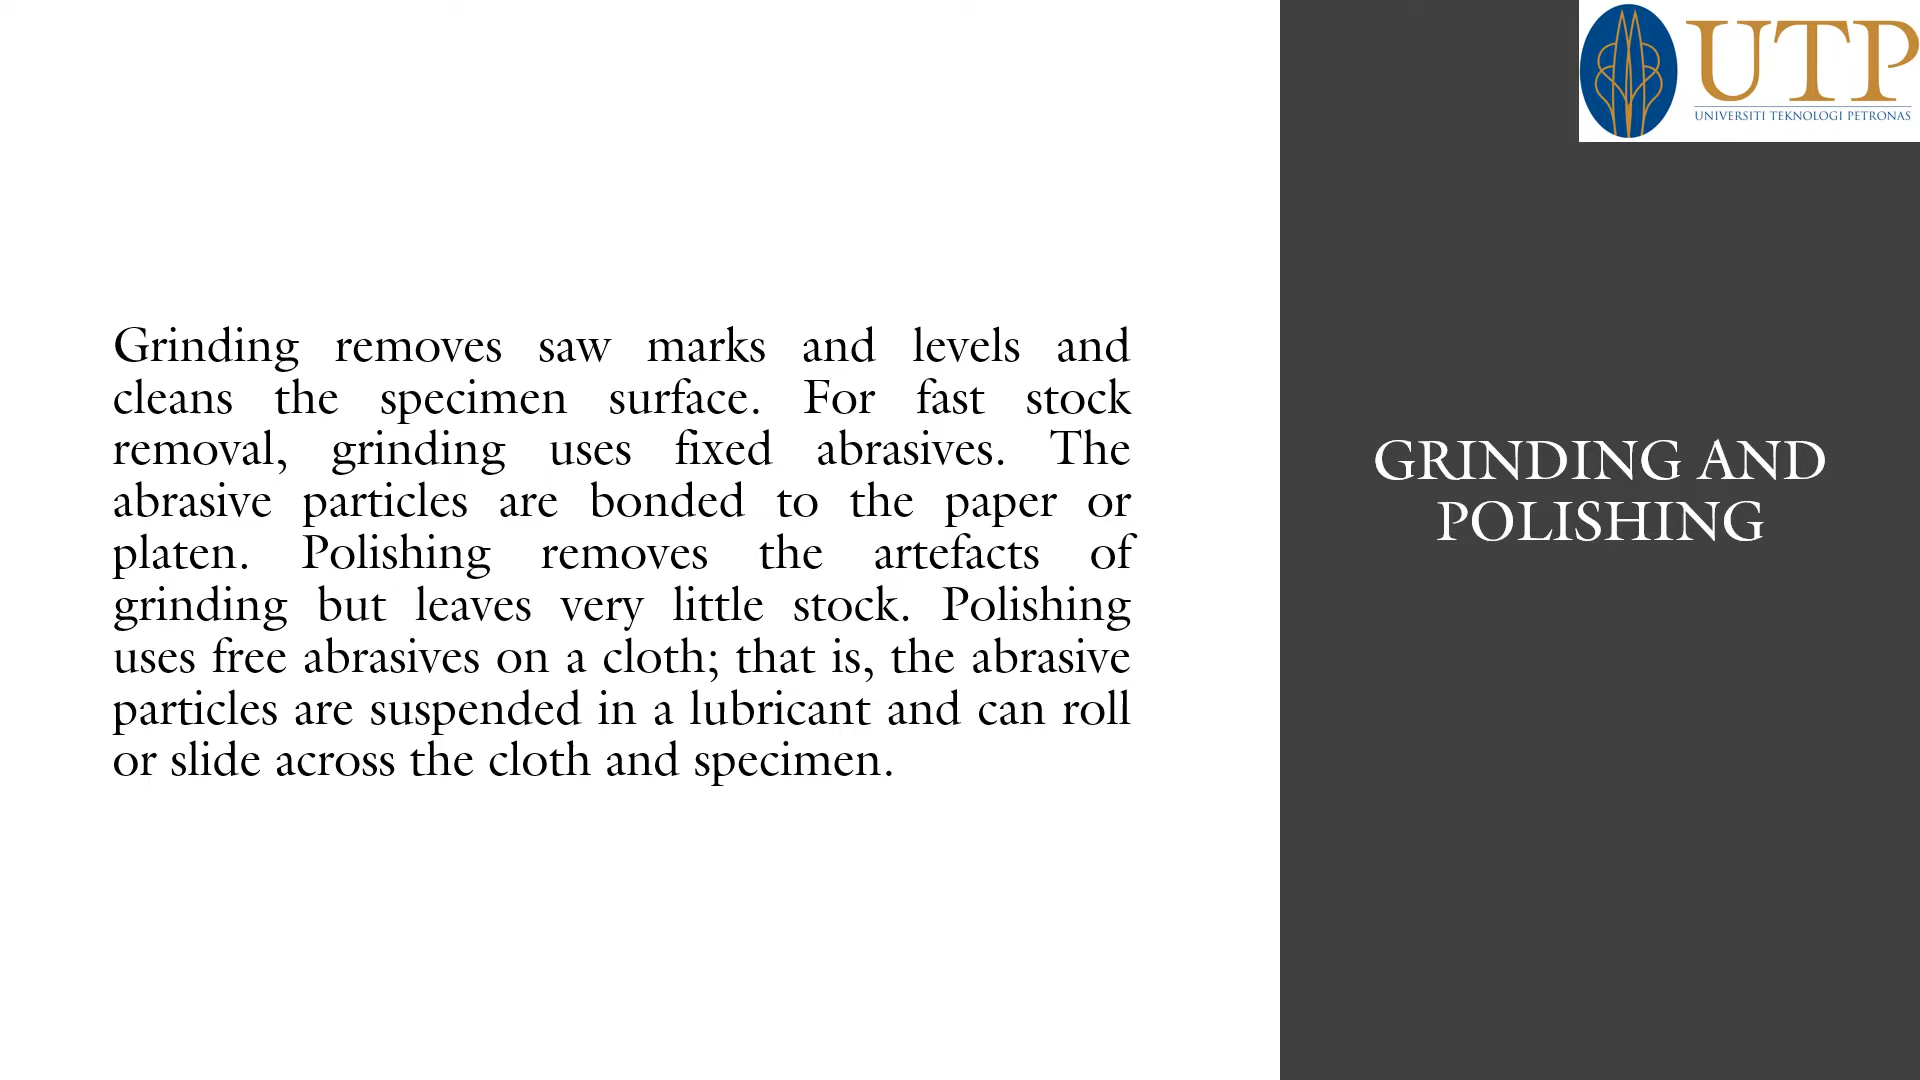 UTP
UNIVERSITI TEKNOLOGI PETRONAS
Grinding removes saw marks and levels and
cleans the specimen surface. For fast stock
removal, grinding uses fixed abrasives. The
abrasive particles are bonded to the paper or
platen. Polishing removes the artefacts of
grinding but leaves very little stock. Polishing
uses free abrasives on a cloth; that is, the abrasive
particles are suspended in a lubricant and can roll
or slide across the cloth and specimen.
GRINDING AND
POLISHING